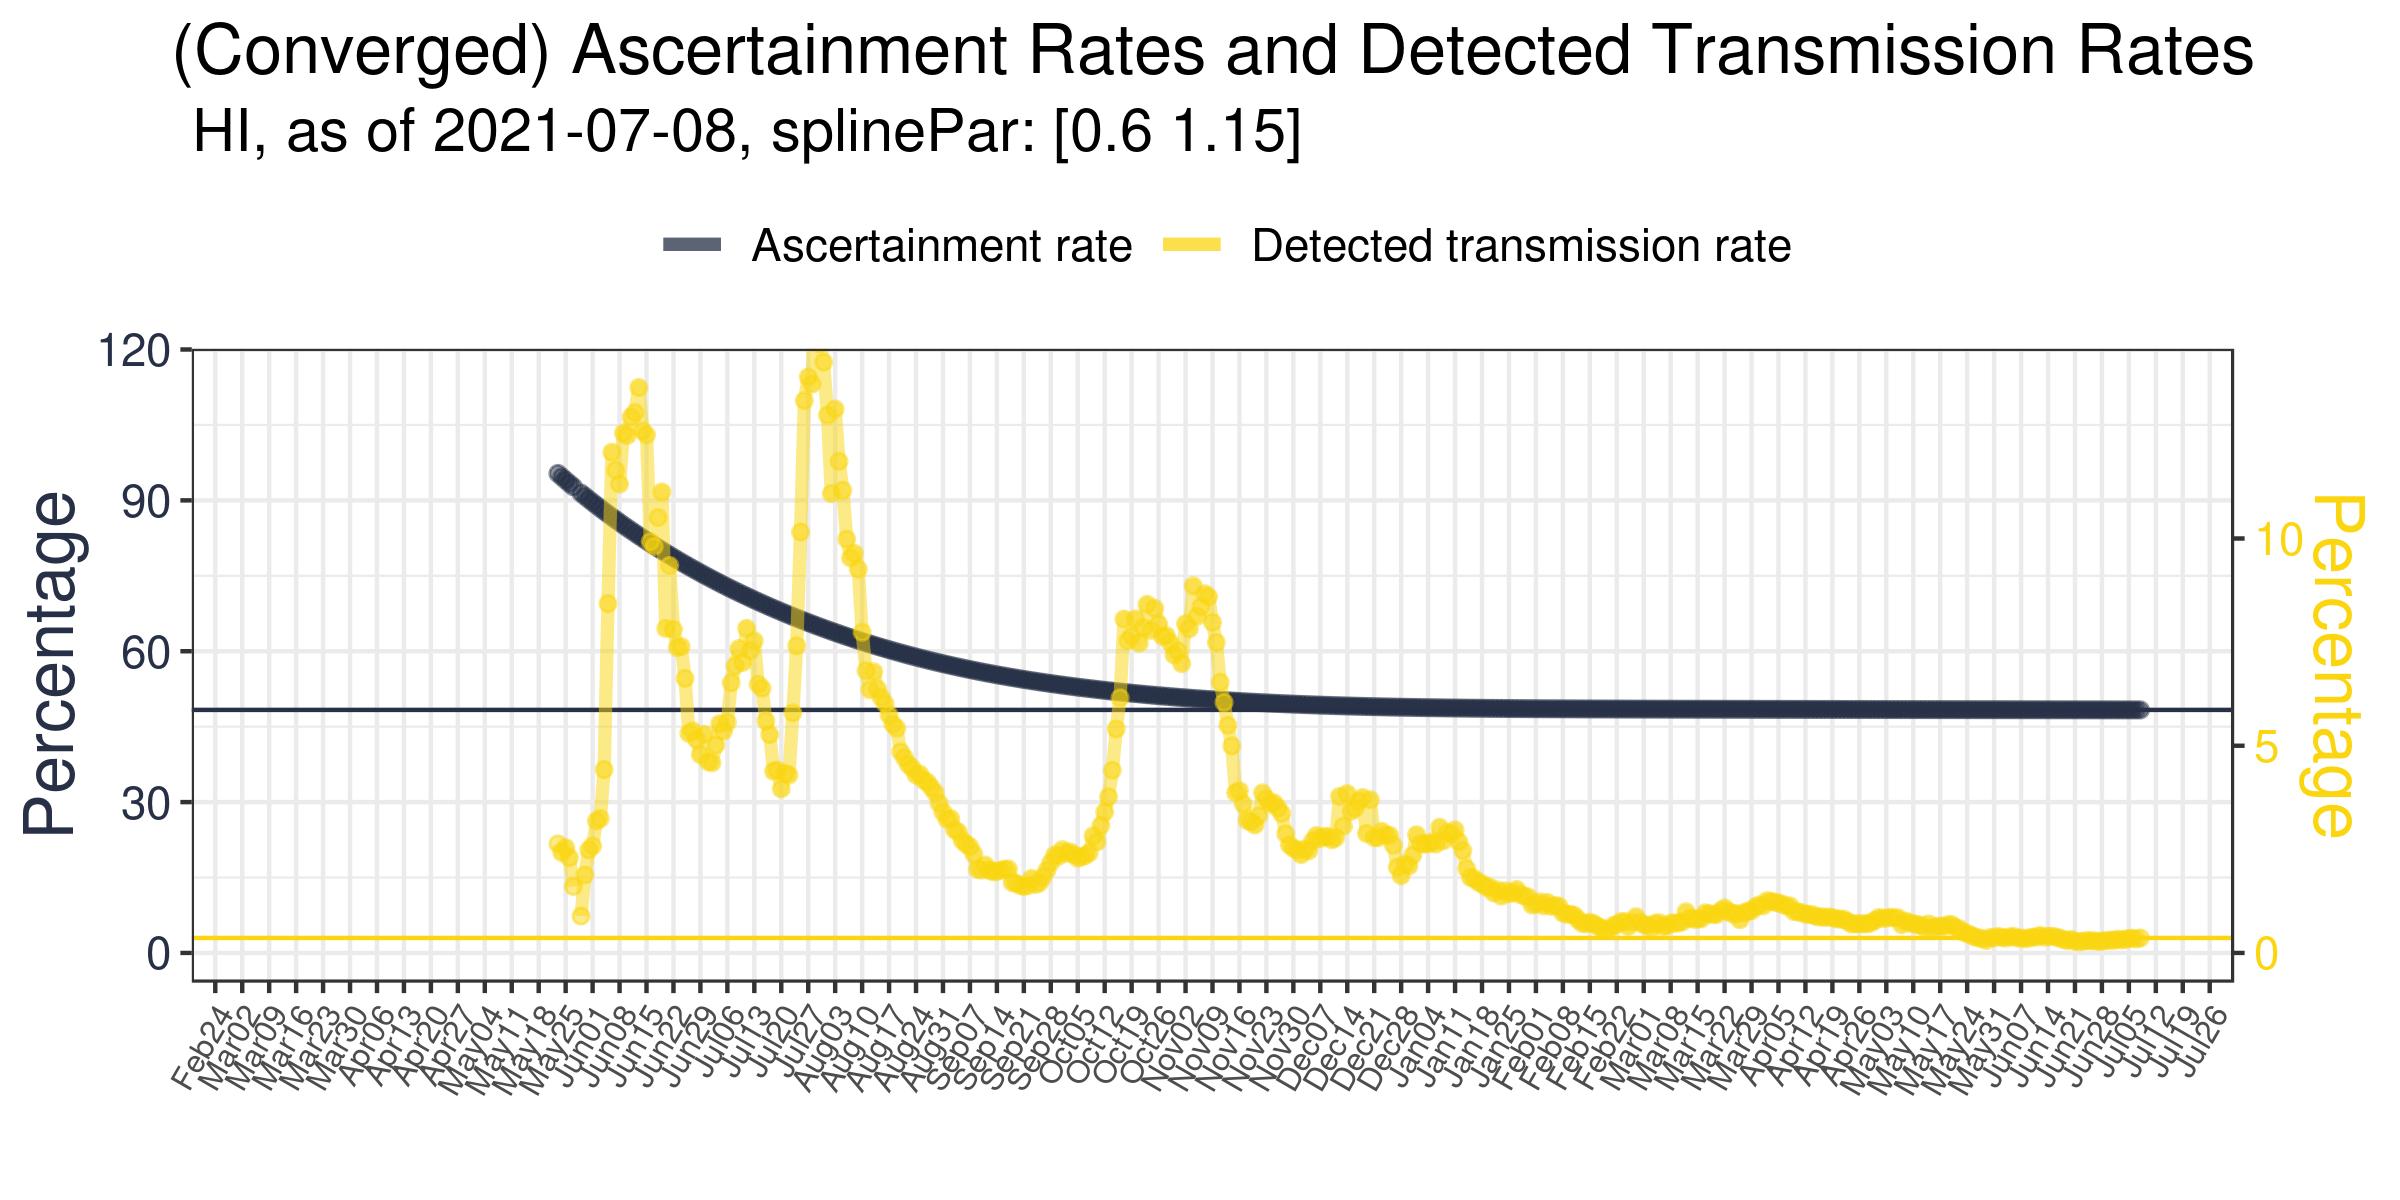 (Converged) Ascertainment Rates and Detected Transmission Rates
HI, as of 2021-07-08, splinePar: [0.6 1.15]
Ascertainment rate
Detected transmission rate
Percentage
120
90
60
30
0
10
5
0
Percentage
Feb24
Mar02
Mar09
Mar16
Mar23
Mar30
Apr06
Apr13
Apr20
Apr27
May04
May11
May18
May25
Jun01
Jun08
Jun15
Jun22
Jun29
Jul06
Jul13
Jul20
Jul27
Aug03
Aug10
Aug17
Aug24
Aug31
Sep07
Sep14
Sep21
Sep28
Oct05
Oct12
Oct19
Oct26
Nov02
Nov09
Nov16
Nov23
Nov30
Dec07
Dec14
Dec21
Dec28
Jan04
Jan11
Jan18
Jan25
Feb01
Feb08
Feb15
Feb22
Mar01
Mar08
Mar15
Mar22
Mar29
Apr05
Apr12
Apr19
Apr26
May03
May10
May17
May24
May31
Jun07
Jun14
Jun21
Jun28
Jul05
Jul12
Jul19
Jul26